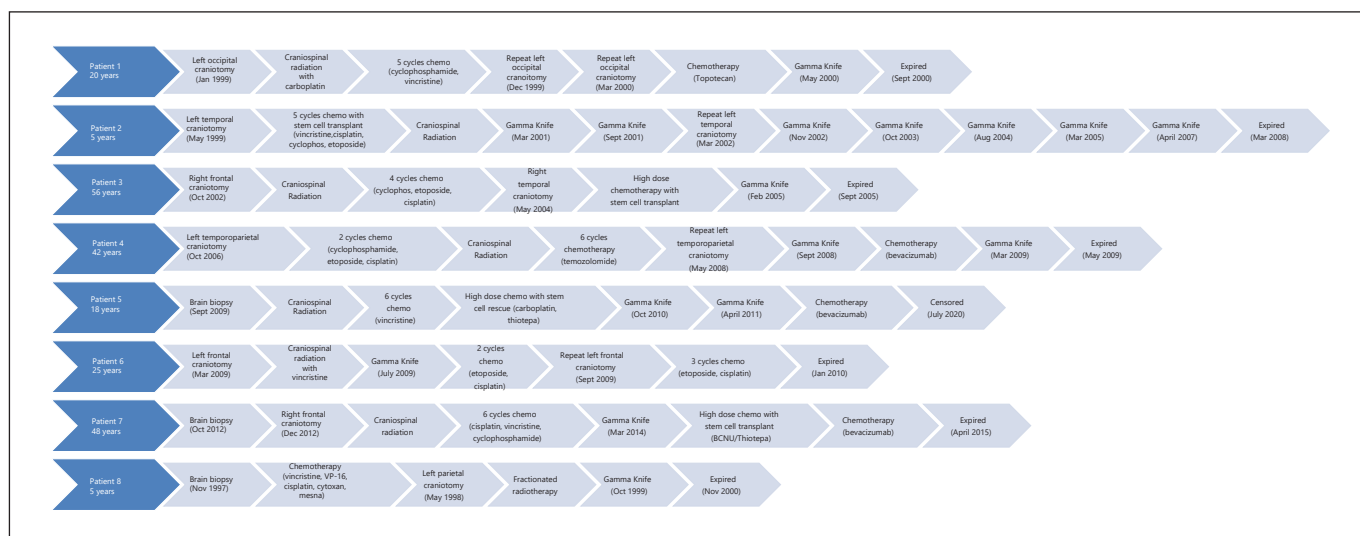 Patient 1
20 years
Left occipital
craniotomy
(Jan 1999)
Craniospinal
radiation
with
carboplatin
5 cycles chemo
(cyclophosphamide,
vincristine)
Repeat left
occipital
craniotomy
(Dec 1999)
Repeat left
occipital
craniotomy
(Mar 2000)
Chemotherapy
(Topotecan)
Gamma Knife
(May 2000)
Expired
(Sept 2000)
Patient 2
5 years
Left temporal
craniotomy
(May 1999)
5 cycles chemo with
stem cell transplant
(vincristine,cisplatin,
cyclophos, etoposide)
Craniospinal
Radiation
Gamma Knife
(Mar 2001)
Gamma Knife
(Sept 2001)
Repeat left
temporal
craniotomy
(Mar 2002)
Gamma Knife
(Nov 2002)
Gamma Knife
(Oct 2003)
Gamma Knife
(Aug 2004)
Gamma Knife
(Mar 2005)
Gamma Knife
(April 2007)
Expired
(Mar 2008)
Patient 3
56 years
Right frontal
craniotomy
(Oct 2002)
Craniospinal
Radiation
4 cycles chemo
(cyclophos, etoposide,
cisplatin)
Right
temporal
craniotomy
(May 2004)
High dose
chemotherapy with
stem cell transplant
Gamma Knife
(Feb 2005)
Expired
(Sept 2005)
Patient 4
42 years
Left temporoparietal
craniotomy
(Oct 2006)
2 cycles chemo
(cyclophosphamide,
etoposide, cisplatin)
Craniospinal
Radiation
6 cycles
chemotherapy
(temozolomide)
Repeat left
temporoparietal
craniotomy
(May 2008)
Gamma Knife
(Sept 2008)
Chemotherapy
(bevacizumab)
Gamma Knife
(Mar 2009)
Expired
(May 2009)
Patient 5
18 years
Brain biopsy
(Sept 2009)
Craniospinal
Radiation
6 cycles
chemo
(vincristine)
High dose chemo with stem
cell rescue (carboplatin,
thiotepa)
Gamma Knife
(Oct 2010)
Gamma Knife
(April 2011)
Chemotherapy
(bevacizumab)
Censored
(July 2020)
Patient 6
25 years
Left frontal
craniotomy
(Mar 2009)
Craniospinal
radiation
with
vincristine
Gamma Knife
(July 2009)
2 cycles
chemo
(etoposide,
cisplatin)
Repeat left frontal
craniotomy
(Sept 2009)
3 cycles chemo
(etoposide, cisplatin)
Expired
(Jan 2010)
Patient 7
48 years
Brain biopsy
(Oct 2012)
Right frontal
craniotomy
(Dec 2012)
Craniospinal
radiation
6 cycles chemo
(cisplatin, vincristine,
cyclophosphamide)
Gamma Knife
(Mar 2014)
High dose chemo with
stem cell transplant
(BCNU/Thiotepa)
Chemotherapy
(bevacizumab)
Expired
(April 2015)
Patient 8
5 years
Brain biopsy
(Nov 1997)
Chemotherapy
(vincristine, VP-16,
cisplatin, cytoxan,
mesna)
Left parietal
craniotomy
(May 1998)
Fractionated
radiotherapy
Gamma Knife
(Oct 1999)
Expired
(Nov 2000)